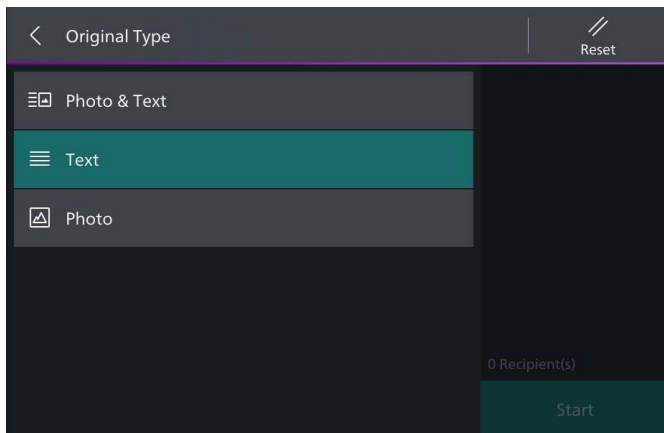 Original Type
Reset
Photo & Text
Text
Photo
0 Recipient(s)
Start